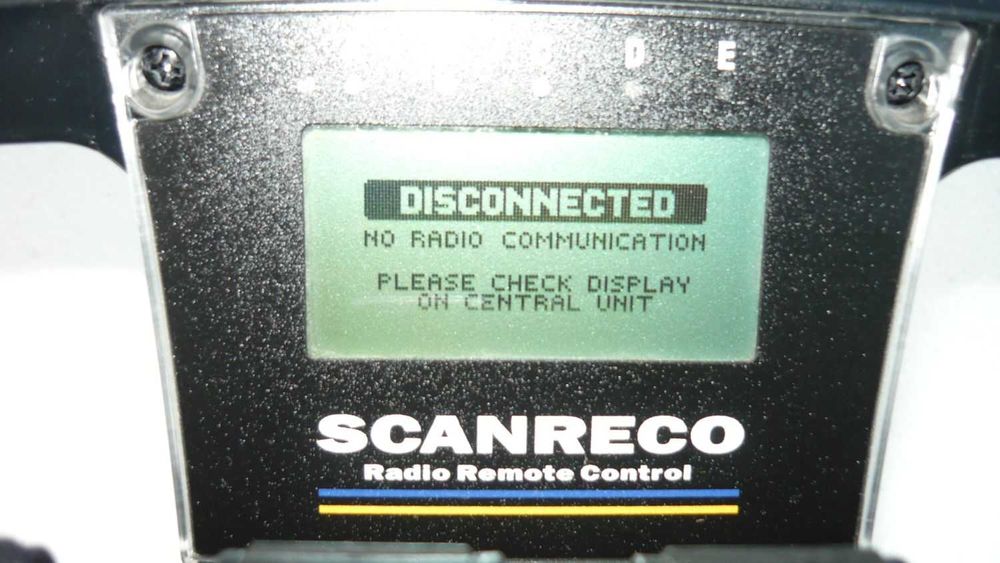 D E
DISCONNECTED
NO RADIO COMMUNICATION
PLEASE CHECK DISPLAY
ON CENTRAL UNIT
SCANRECO
Radio Remote Control